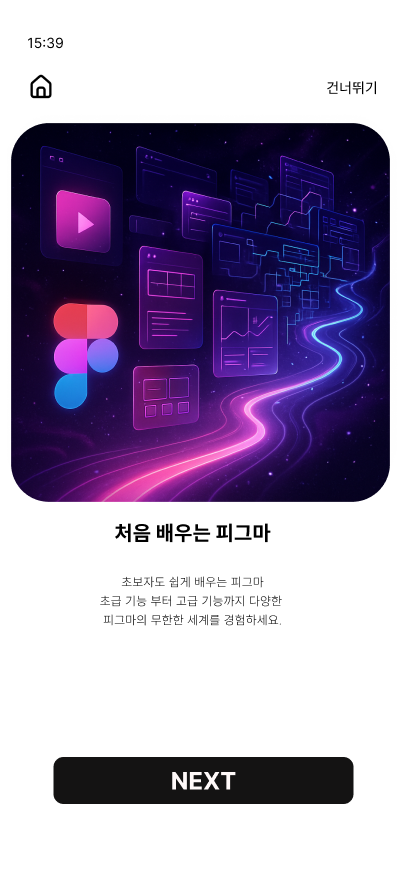 15:39
건너뛰기
처음 배우는 피그마
초보자도 쉽게 배우는 피그마
초급 기능 부터 고급 기능까지 다양한
피그마의 무한한 세계를 경험하세요.
NEXT